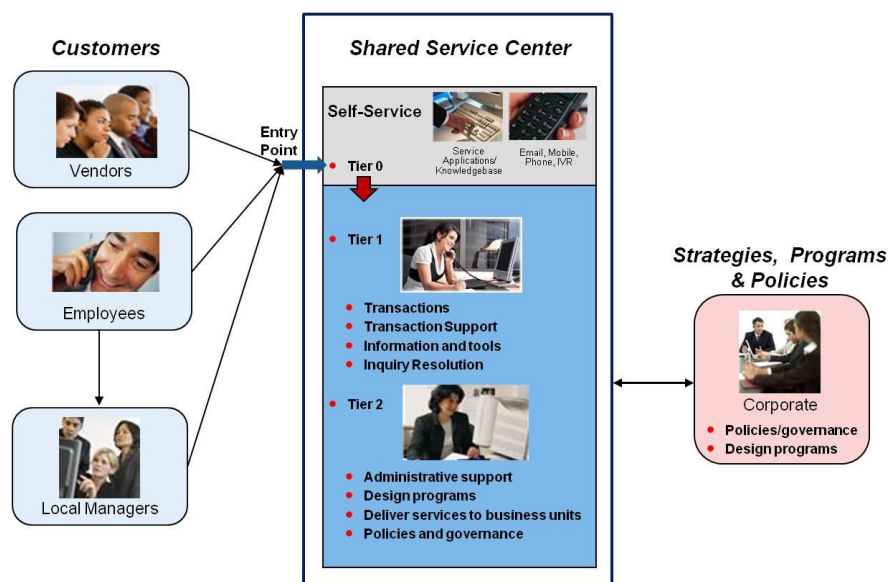 Customers
Vendors
Employees
Local Managers
Entry
Point
Shared Service Center
Self-Service
Service
Applications/
Knowledgebase
Email, Mobile,
Phone, IVR
Tier 0
Tier 1
Transactions
Transaction Support
Information and tools
Inquiry Resolution
Tier 2
Administrative support
Design programs
Deliver services to business units
Policies and governance
Strategies, Programs
& Policies
Corporate
Policies/governance
Design programs